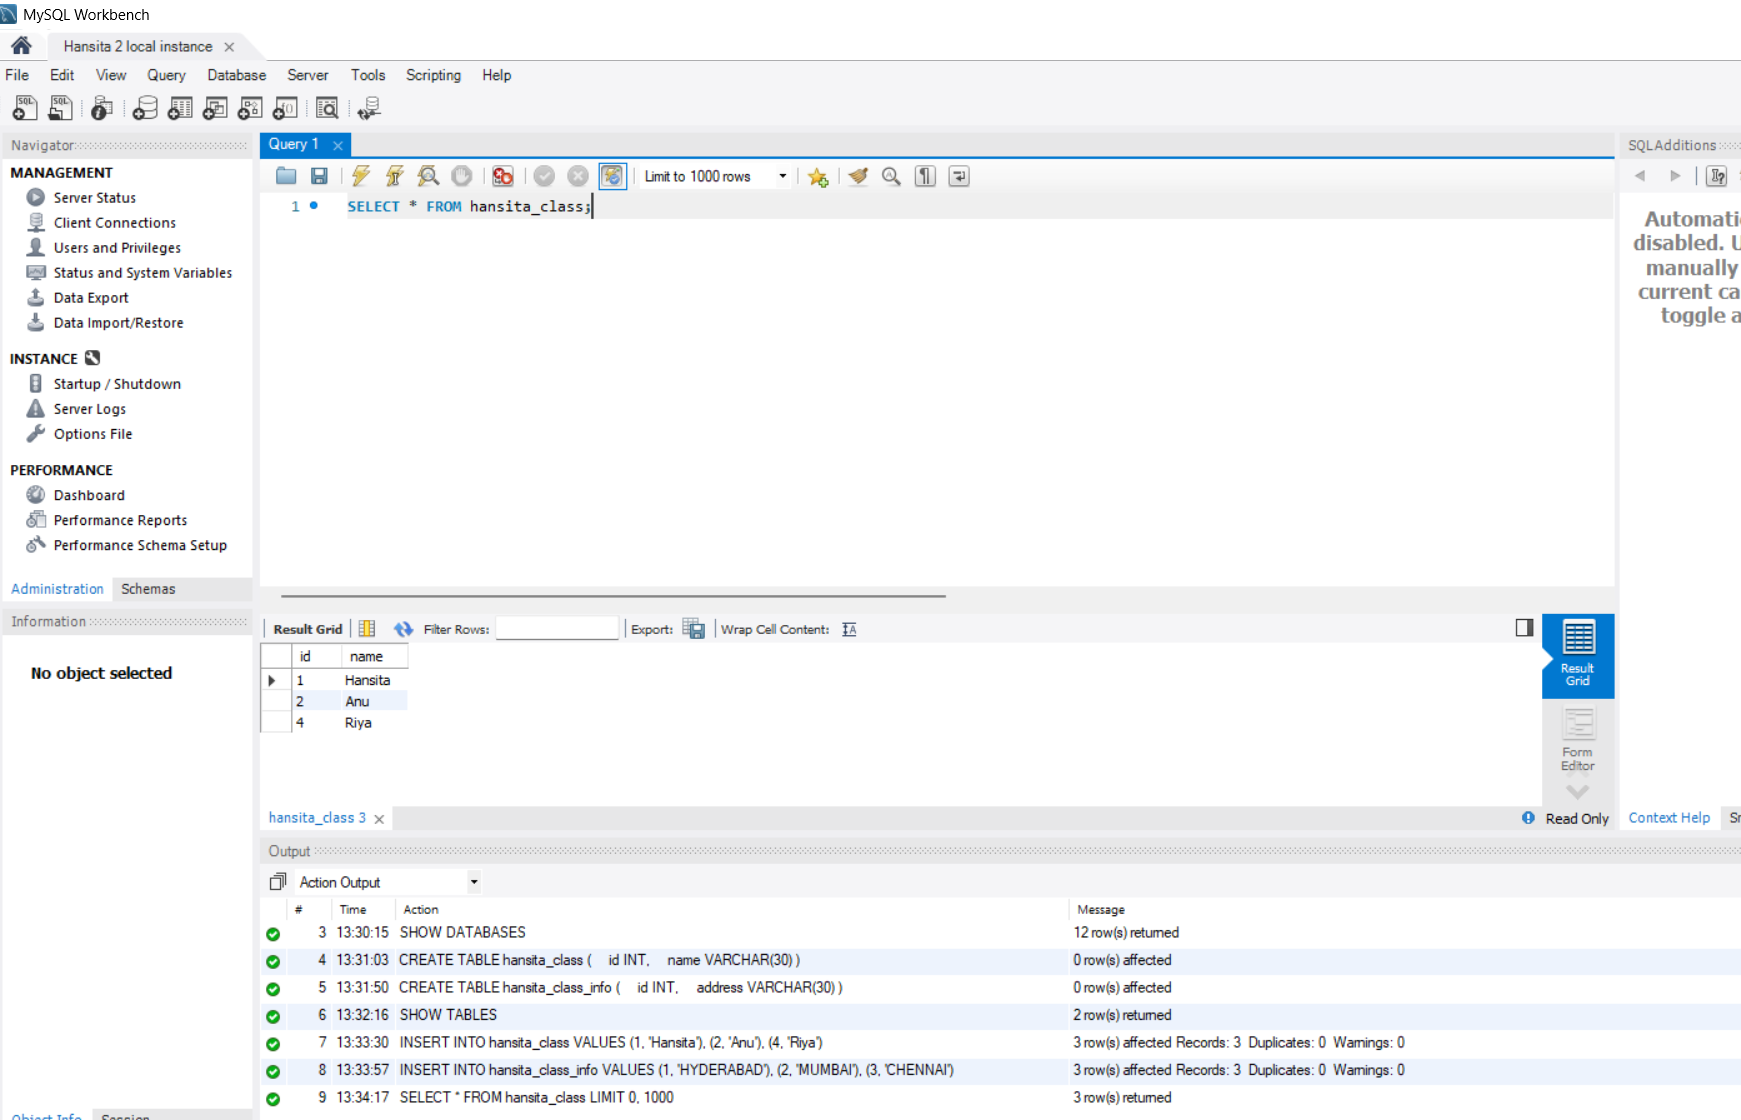 MySQL Workbench
Hansita 2 local instance
File Edit View Query Database Server Tools Scripting Help
Navigator
MANAGEMENT
Server Status
Client Connections
Users and Privileges
Status and System Variables
Data Export
Data Import/Restore
INSTANCE
Startup / Shutdown
Server Logs
Options File
PERFORMANCE
Dashboard
Performance Reports
Performance Schema Setup
Administration Schemas
Information
No object selected
Object Info Session
Query 1
Limit to 1000 rows
1 SELECT * FROM hansita_class;
Result Grid Filter Rows: Export: Wrap Cell Content:
id name
1 Hansita
2 Anu
4 Riya
Result
Grid
Form
Editor
hansita_class 3
Read Only
SQLAdditions
Automatic
disabled. U
manually
current ca
toggle a
Context Help Sn
Output
Action Output
# Time Action Message
3 13:30:15 SHOW DATABASES 12 row(s) returned
4 13:31:03 CREATE TABLE hansita_class ( id INT, name VARCHAR(30) ) 0 row(s) affected
5 13:31:50 CREATE TABLE hansita_class_info ( id INT, address VARCHAR(30) ) 0 row(s) affected
6 13:32:16 SHOW TABLES 2 row(s) returned
7 13:33:30 INSERT INTO hansita_class VALUES (1, 'Hansita'), (2, 'Anu'), (4, 'Riya') 3 row(s) affected Records: 3 Duplicates: 0 Warnings: 0
8 13:33:57 INSERT INTO hansita_class_info VALUES (1, 'HYDERABAD'), (2, 'MUMBAI'), (3, 'CHENNAI') 3 row(s) affected Records: 3 Duplicates: 0 Warnings: 0
9 13:34:17 SELECT * FROM hansita_class LIMIT 0, 1000 3 row(s) returned